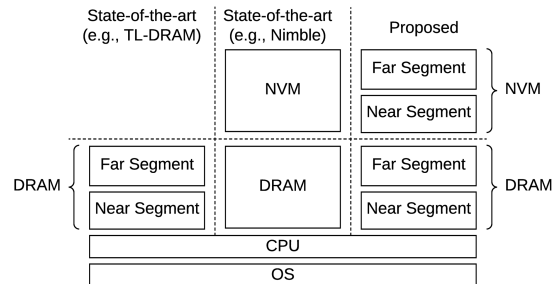 State-of-the-art
(e.g., TL-DRAM)
State-of-the-art
(e.g., Nimble)
Proposed
NVM
Far Segment
Near Segment
NVM
DRAM
Far Segment
Near Segment
DRAM
Far Segment
Near Segment
DRAM
CPU
OS